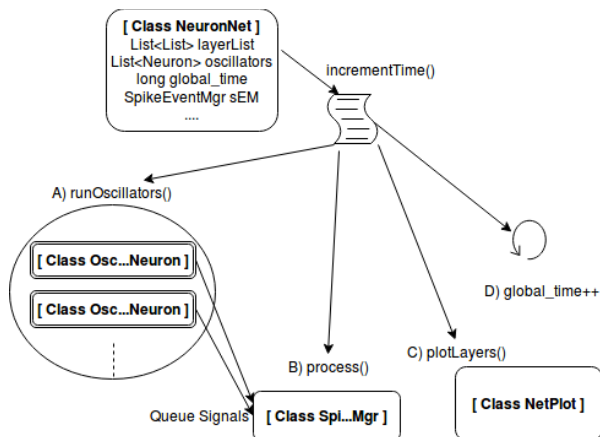 [ Class NeuronNet ]
List<List> layerList
List<Neuron> oscillators
long global_time
SpikeEventMgr sEM
....
incrementTime()
A) runOscillators()
[ Class Osc...Neuron ]
[ Class Osc...Neuron ]
D) global_time++
B) process()
C) plotLayers()
Queue Signals
[ Class Spi...Mgr ]
[ Class NetPlot ]